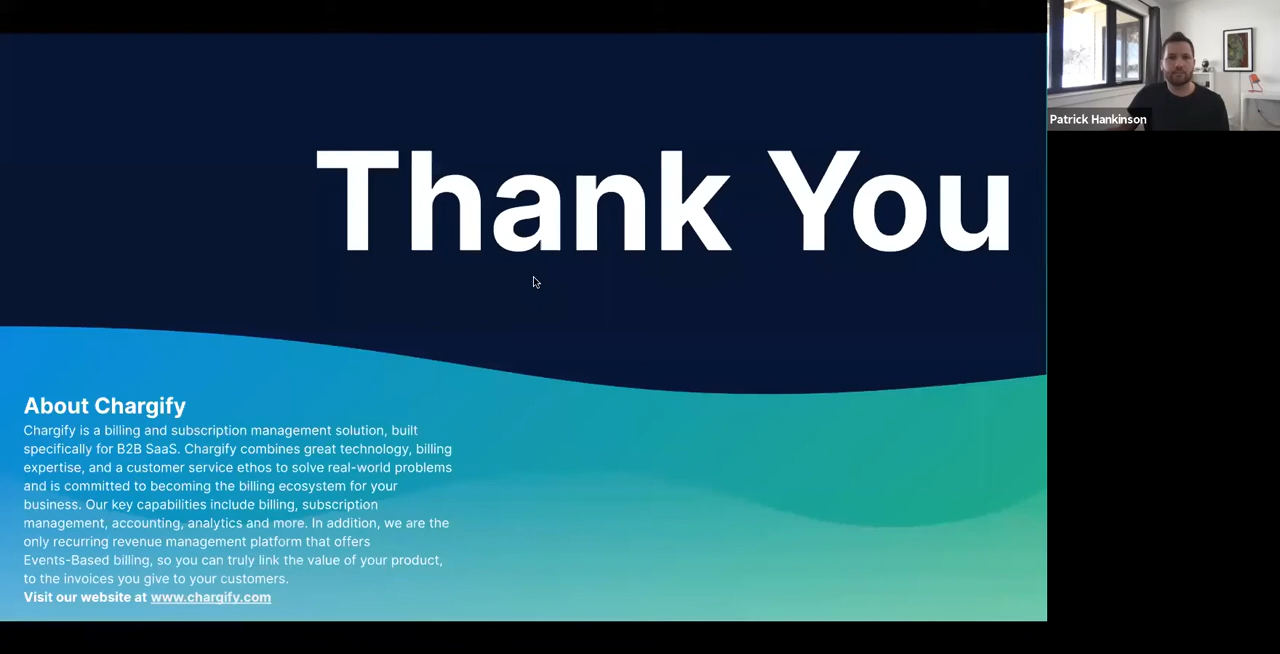 Thank You
Patrick Hankinson
About Chargify
Chargify is a billing and subscription management solution, built
specifically for B2B SaaS. Chargify combines great technology, billing
expertise, and a customer service ethos to solve real-world problems
and is committed to becoming the billing ecosystem for your
business. Our key capabilities include billing, subscription
management, accounting, analytics and more. In addition, we are the
only recurring revenue management platform that offers
Events-Based billing, so you can truly link the value of your product,
to the invoices you give to your customers.
Visit our website at www.chargify.com